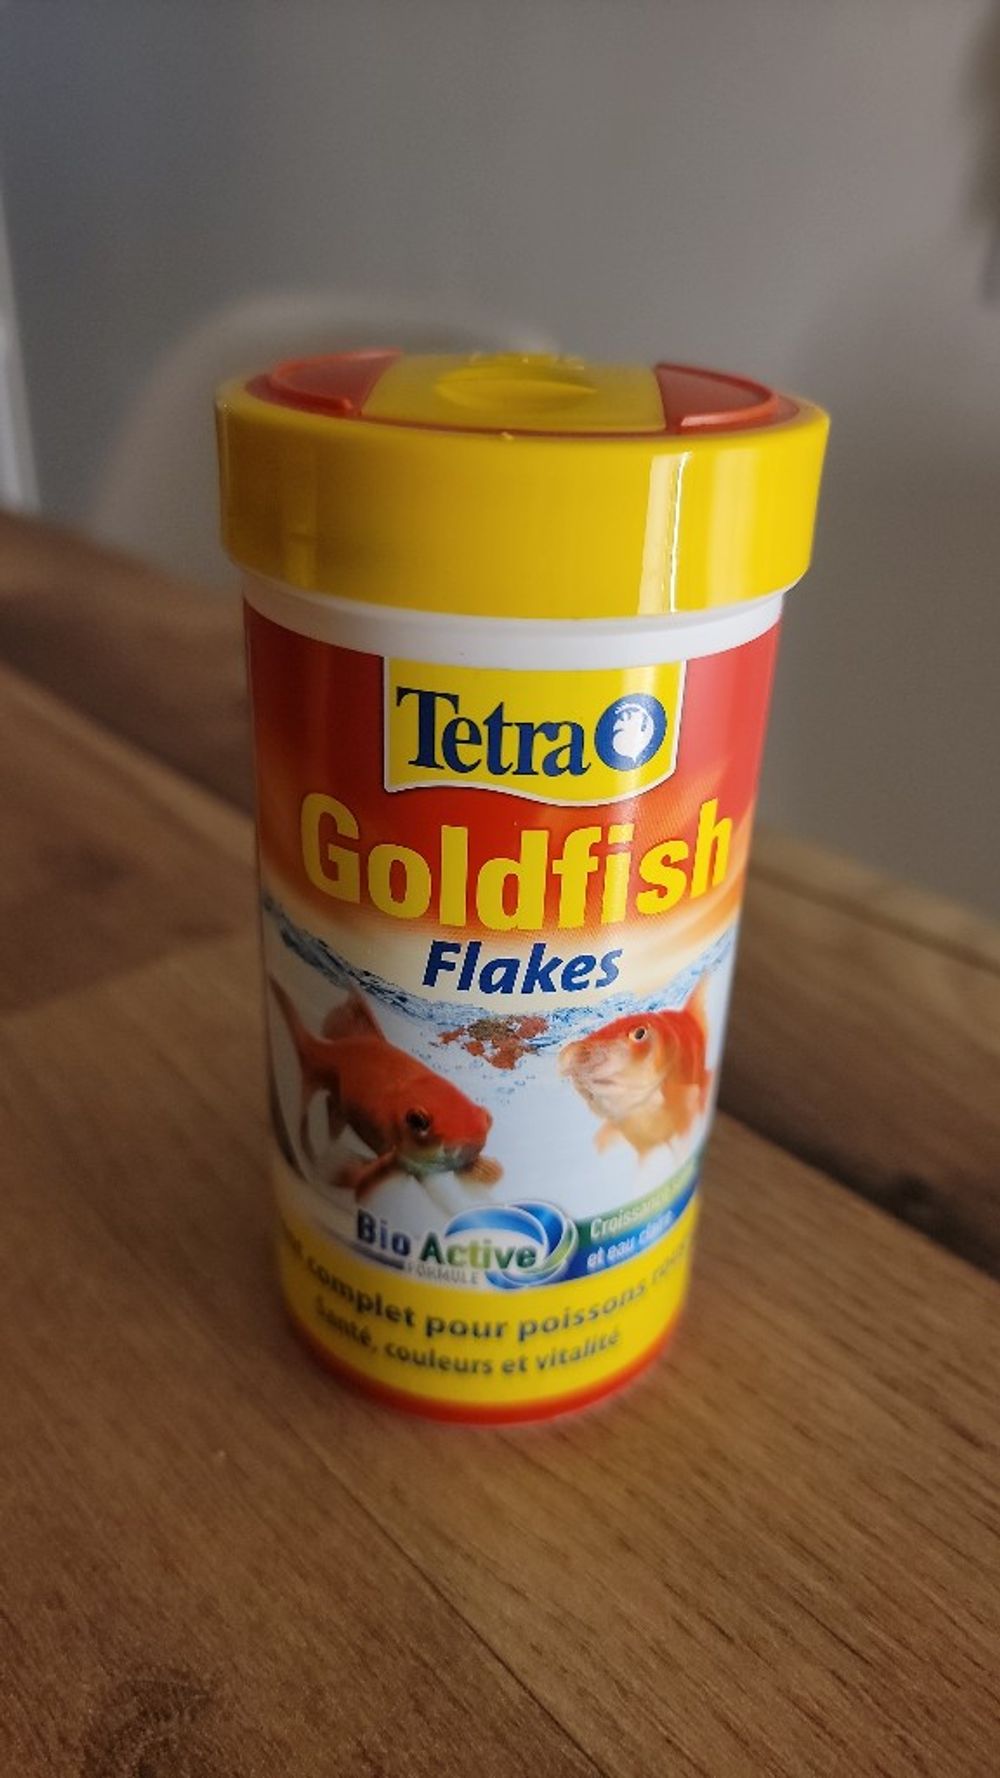 Tetra
Goldfish
Flakes
Bio Active
FORMULE
Croissance
et eau claire
complet pour poissons
Santé, couleurs et vitalité